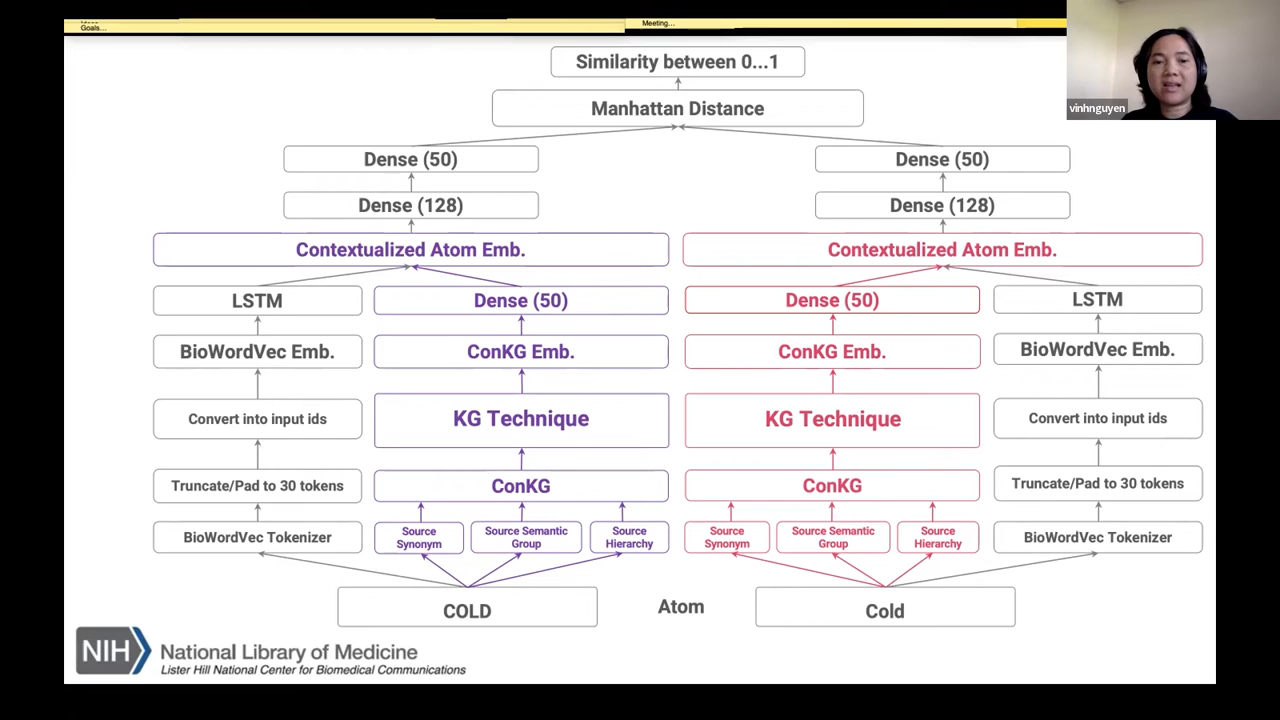 Goals...
Meeting...
vinhnguyen
Similarity between 0...1
Manhattan Distance
Dense (50)
Dense (50)
Dense (128)
Dense (128)
Contextualized Atom Emb.
Contextualized Atom Emb.
LSTM
Dense (50)
Dense (50)
LSTM
BioWordVec Emb.
ConKG Emb.
ConKG Emb.
BioWordVec Emb.
Convert into input ids
KG Technique
KG Technique
Convert into input ids
Truncate/Pad to 30 tokens
ConKG
ConKG
Truncate/Pad to 30 tokens
BioWordVec Tokenizer
Source
Synonym
Source Semantic
Group
Source
Hierarchy
Source
Synonym
Source Semantic
Group
Source
Hierarchy
BioWordVec Tokenizer
COLD
Atom
Cold
NIH
National Library of Medicine
Lister Hill National Center for Biomedical Communications